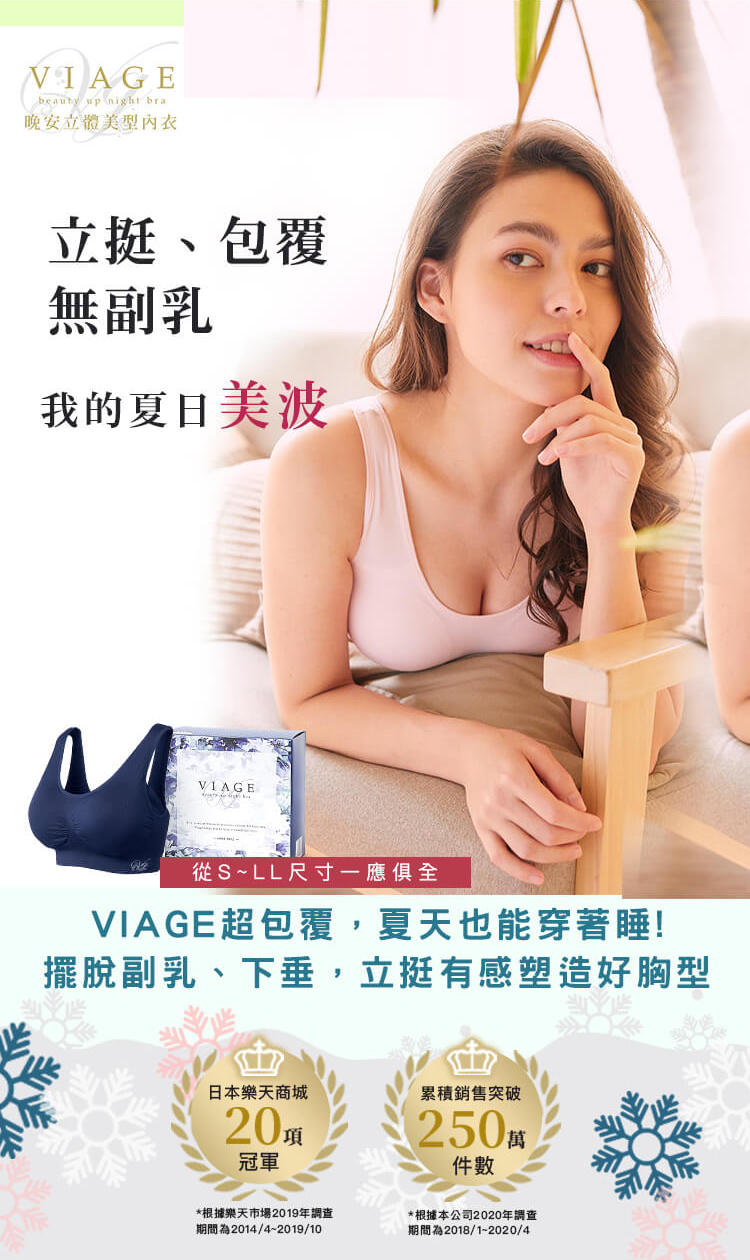 VIAGE
beauty up night bra
晚安立體美型內衣
立挺、包覆
無副乳
我的夏日美波
VIAGE
beauty up night bra
從S~LL尺寸一應俱全
VIAGE超包覆，夏天也能穿著睡!
擺脫副乳、下垂，立挺有感塑造好胸型
日本樂天商城
20項
冠軍
*根據樂天市場2019年調查
期間為2014/4~2019/10
累積銷售突破
250萬
件數
*根據本公司2020年調查
期間為2018/1~2020/4